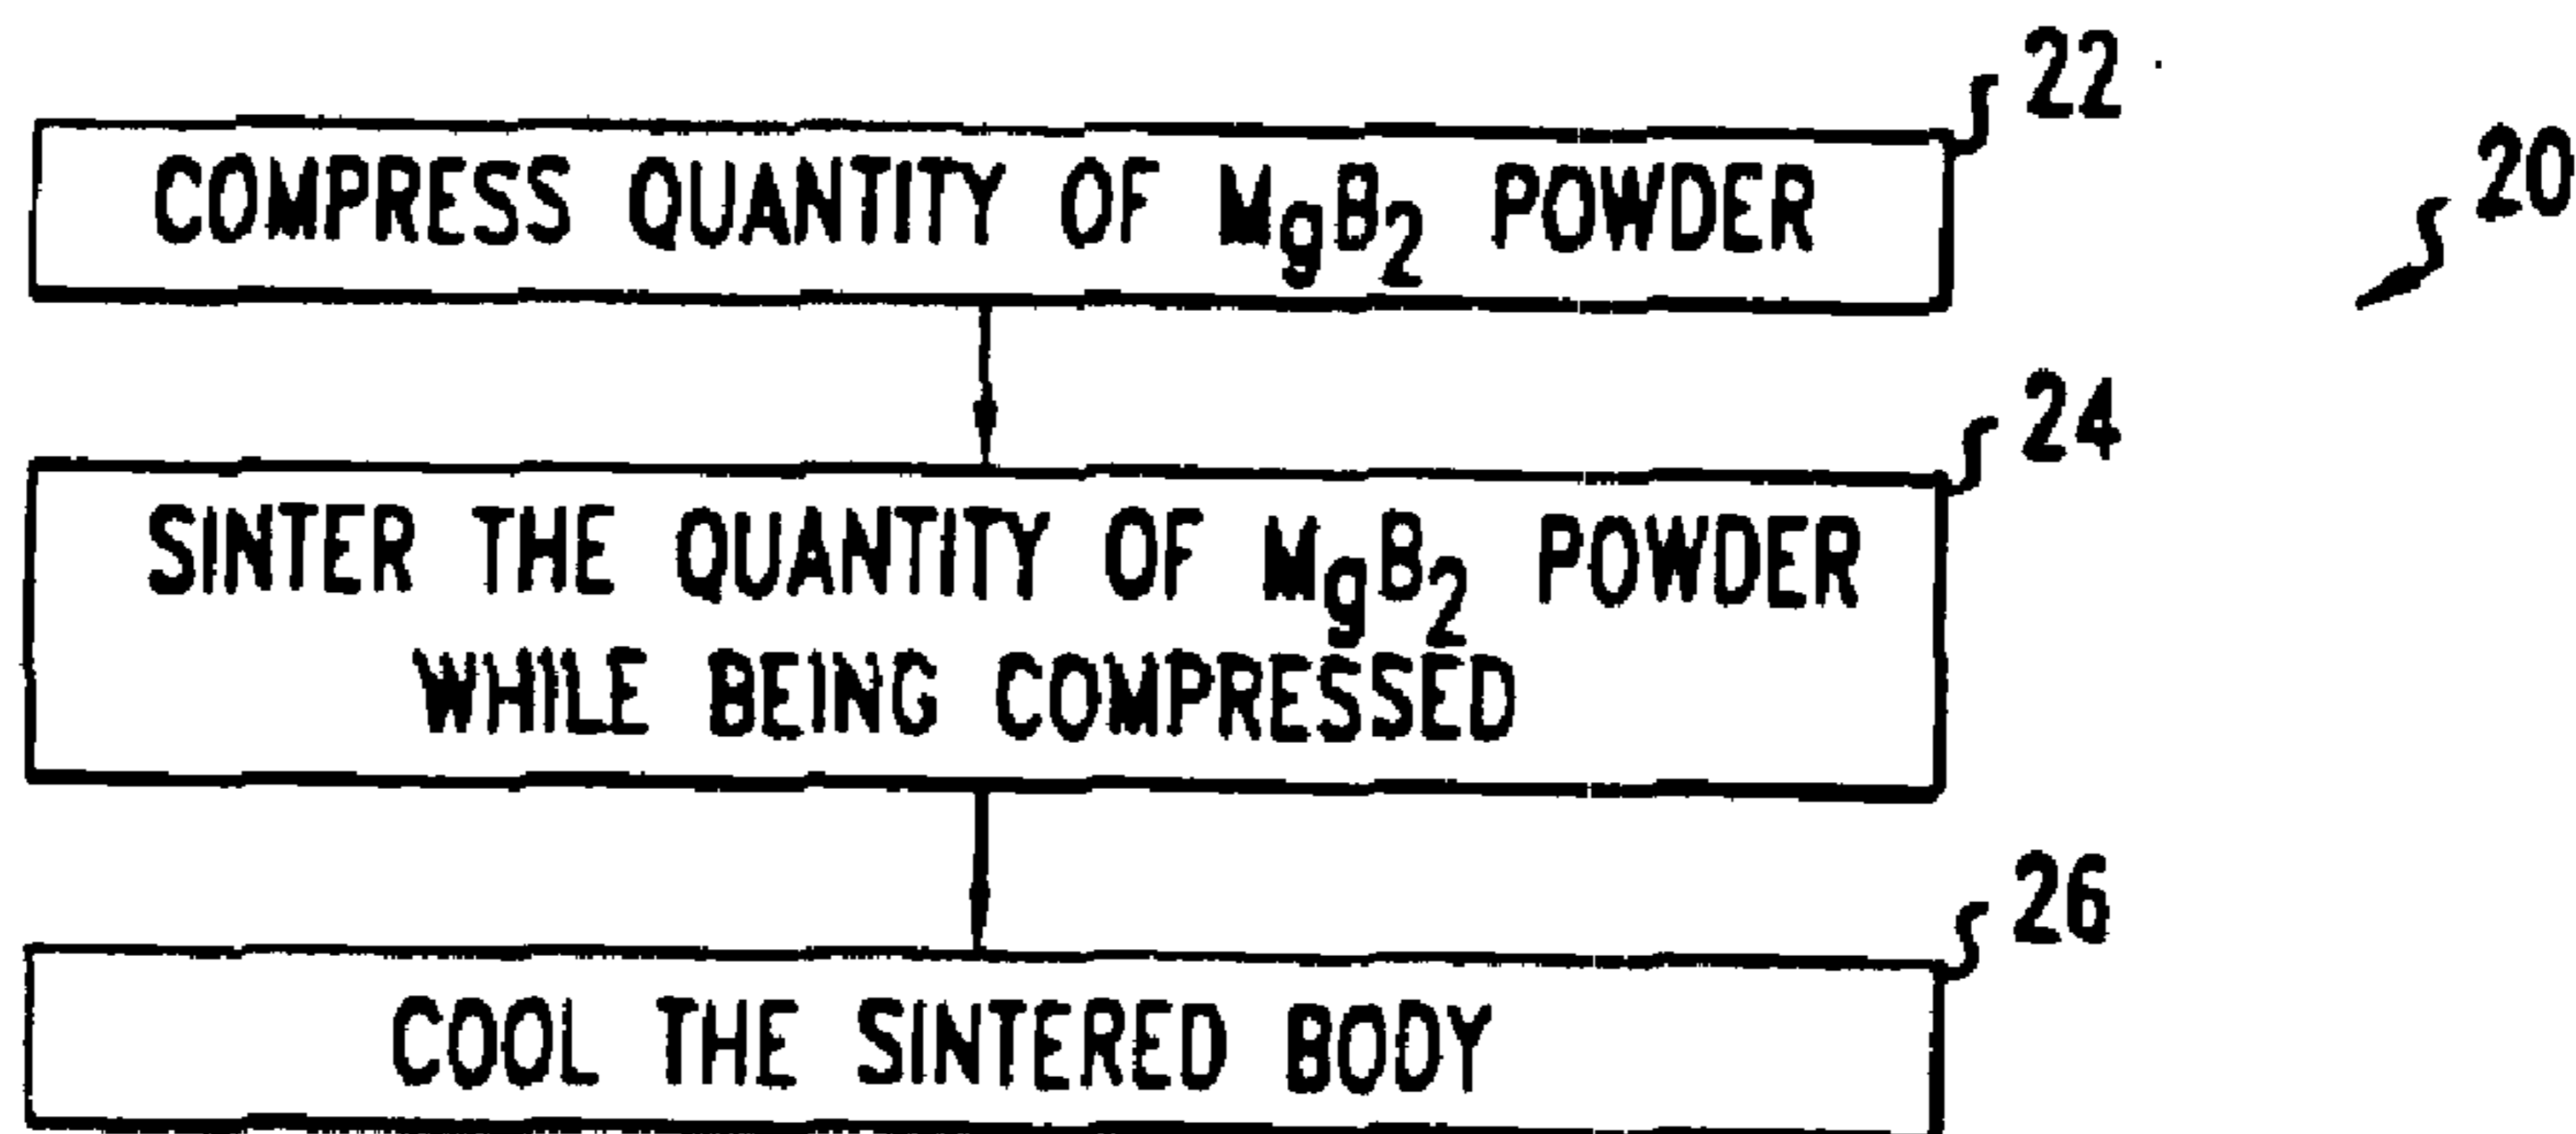 22
COMPRESS QUANTITY OF MgB2 POWDER
20
24
SINTER THE QUANTITY OF MgB2 POWDER
WHILE BEING COMPRESSED
26
COOL THE SINTERED BODY